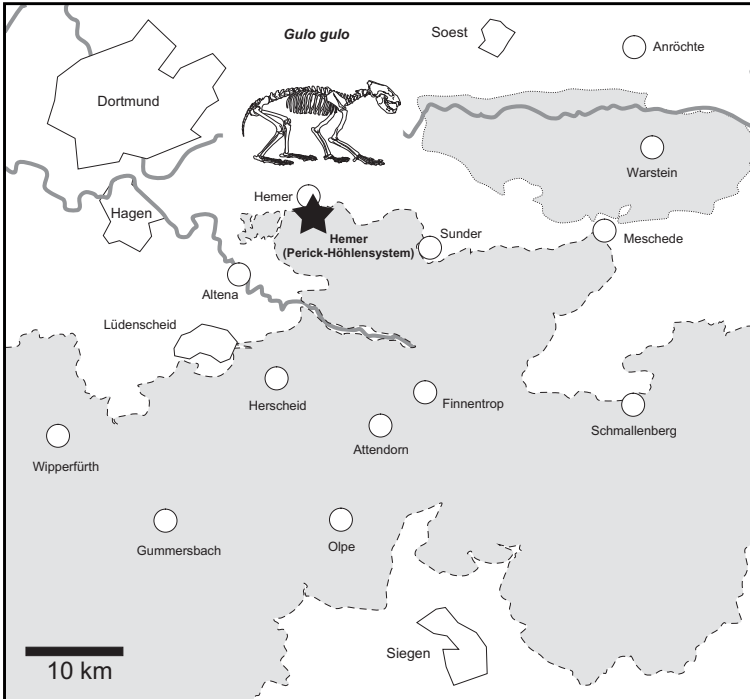 Gulo gulo
Soest
Anröchte
Dortmund
Warstein
Hemer
Hagen
Hemer
(Perick-Höhlensystem)
Sunder
Meschede
Altena
Lüdenscheid
Herscheid
Finnentrop
Schmallenberg
Attendorn
Wipperfürth
Gummersbach
Olpe
Siegen
10 km